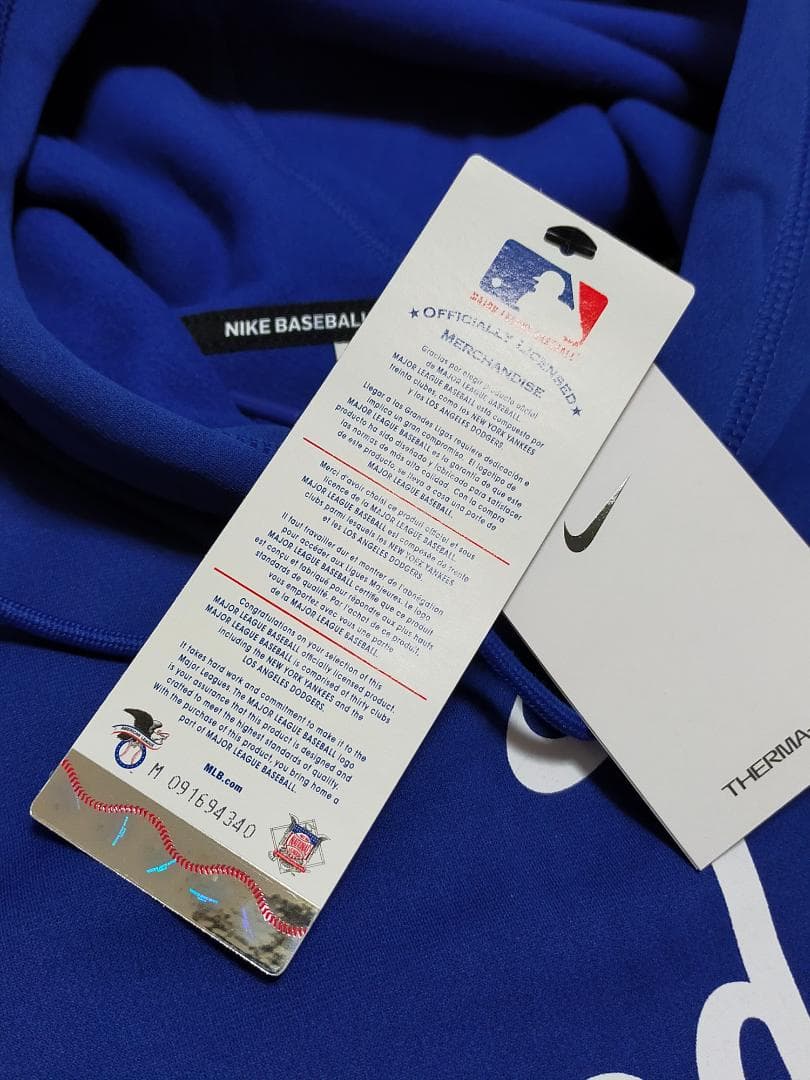 NIKE BASEBALL
MAJOR LEAGUE BASEBALL
OFFICIALLY LICENSED
MERCHANDISE
Gracias por elegir producto oficial
de MAJOR LEAGUE BASEBALL.
MAJOR LEAGUE BASEBALL está compuesto por
treinta clubes, como los NEW YORK YANKEES
y los LOS ANGELES DODGERS.
Llegar a las Grandes Ligas requiere dedicación e
implica un gran compromiso. El logotipo de
MAJOR LEAGUE BASEBALL es la garantía de que este
producto ha sido diseñado y fabricado para satisfacer
las normas de más alta calidad. Con la compra
de este producto, se lleva a casa una parte de
MAJOR LEAGUE BASEBALL.
Merci d'avoir choisi ce produit officiel et sous
licence de la MAJOR LEAGUE BASEBALL.
MAJOR LEAGUE BASEBALL est composée de trente
clubs parmi lesquels les NEW YORK YANKEES
et les LOS ANGELES DODGERS.
Il faut travailler dur et montrer de l'abnégation
pour accéder aux Ligues Majeures. Le logo
MAJOR LEAGUE BASEBALL certifie que ce produit
est conçu et fabriqué pour répondre aux plus hauts
standards de qualité. Par l'achat de ce produit,
vous emportez avec vous une partie
de la MAJOR LEAGUE BASEBALL.
Congratulations on your selection of this
MAJOR LEAGUE BASEBALL officially licensed product.
MAJOR LEAGUE BASEBALL is comprised of thirty clubs
including the NEW YORK YANKEES and the
LOS ANGELES DODGERS.
It takes hard work and commitment to make it to the
Major Leagues. The MAJOR LEAGUE BASEBALL logo
is your assurance that this product is designed and
crafted to meet the highest standards of quality.
With the purchase of this product, you bring home a
part of MAJOR LEAGUE BASEBALL.
MLB.com
AMERICAN LEAGUE
M 091694340
NATIONAL
THERMA-